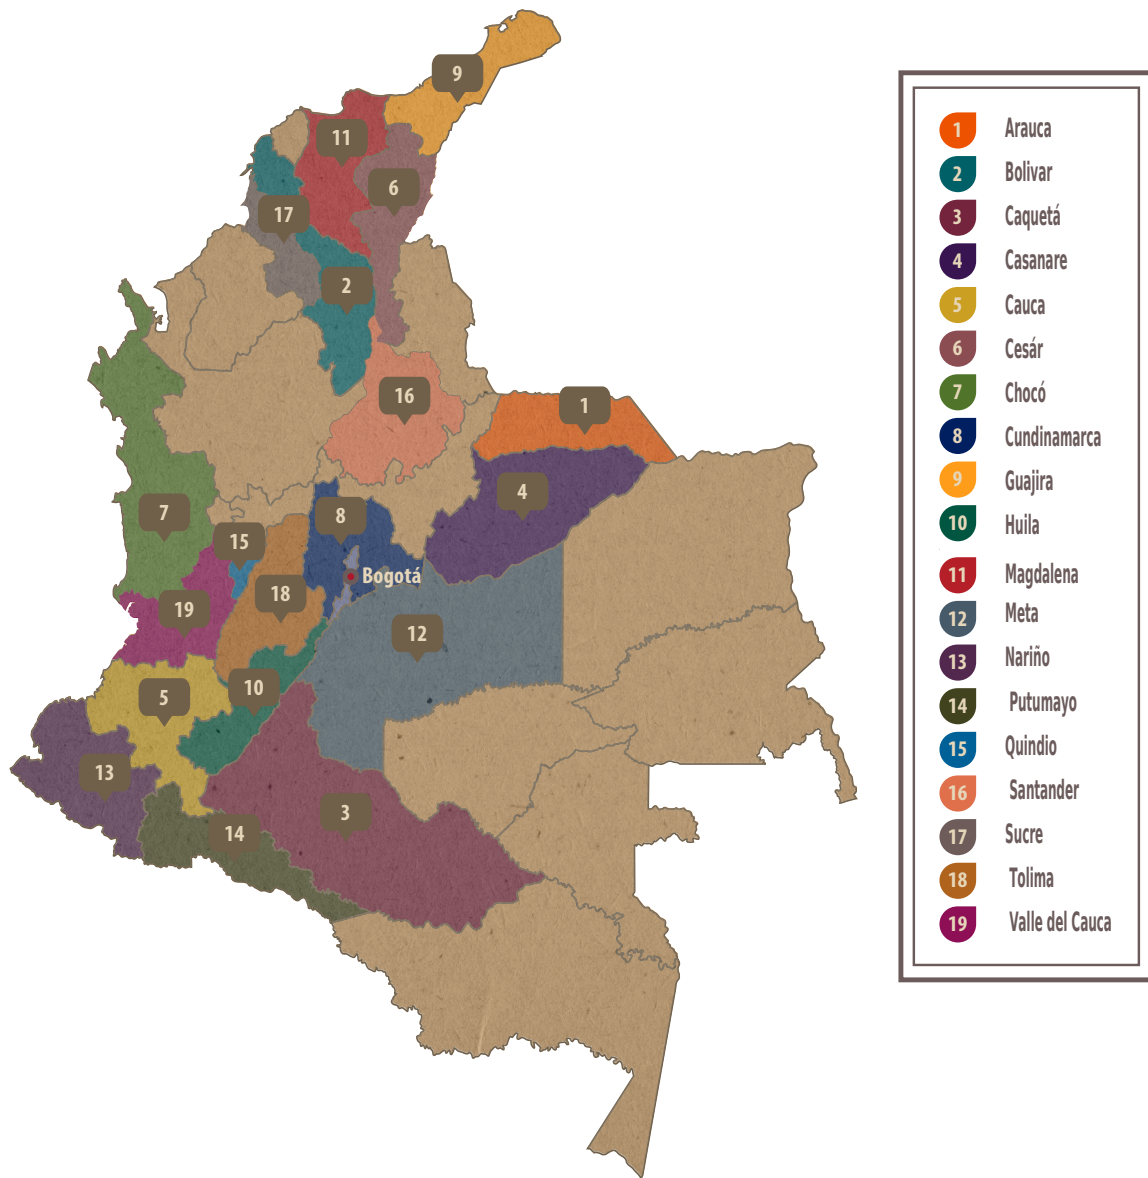 9
11
6
17
2
16
1
4
7
8
15
Bogotá
18
19
12
10
5
13
3
14
1 Arauca
2 Bolivar
3 Caquetá
4 Casanare
5 Cauca
6 Cesár
7 Chocó
8 Cundinamarca
9 Guajira
10 Huila
11 Magdalena
12 Meta
13 Nariño
14 Putumayo
15 Quindio
16 Santander
17 Sucre
18 Tolima
19 Valle del Cauca